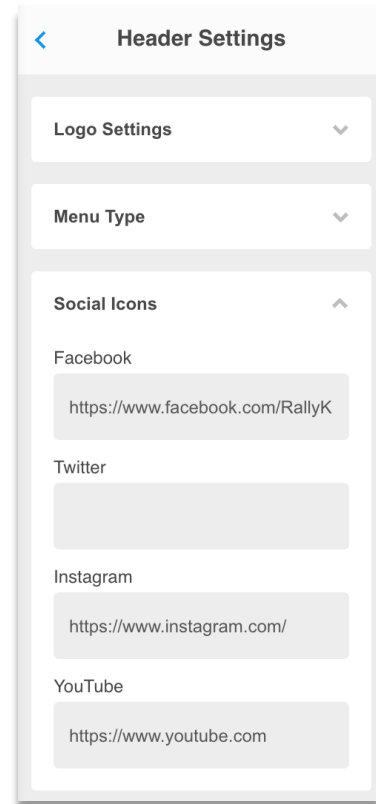 Header Settings
Logo Settings
Menu Type
Social Icons
Facebook
https://www.facebook.com/RallyK
Twitter
Instagram
https://www.instagram.com/
YouTube
https://www.youtube.com